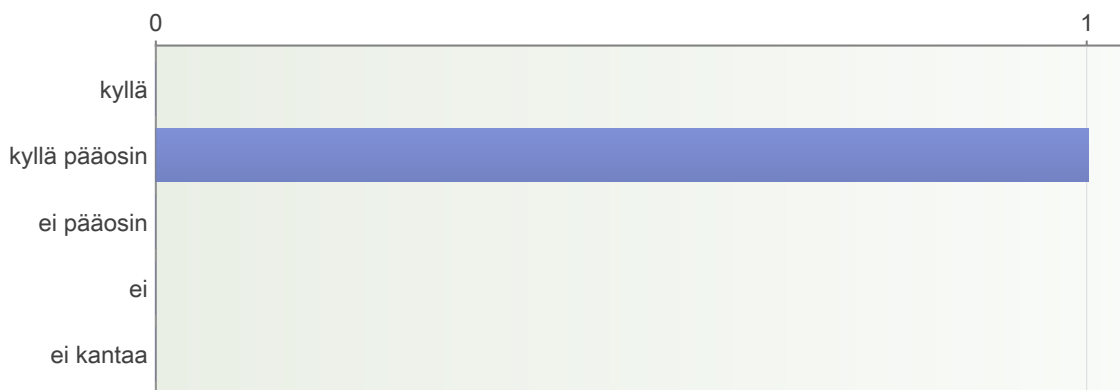 0 1
kyllä
kyllä pääosin
ei pääosin
ei
ei kantaa